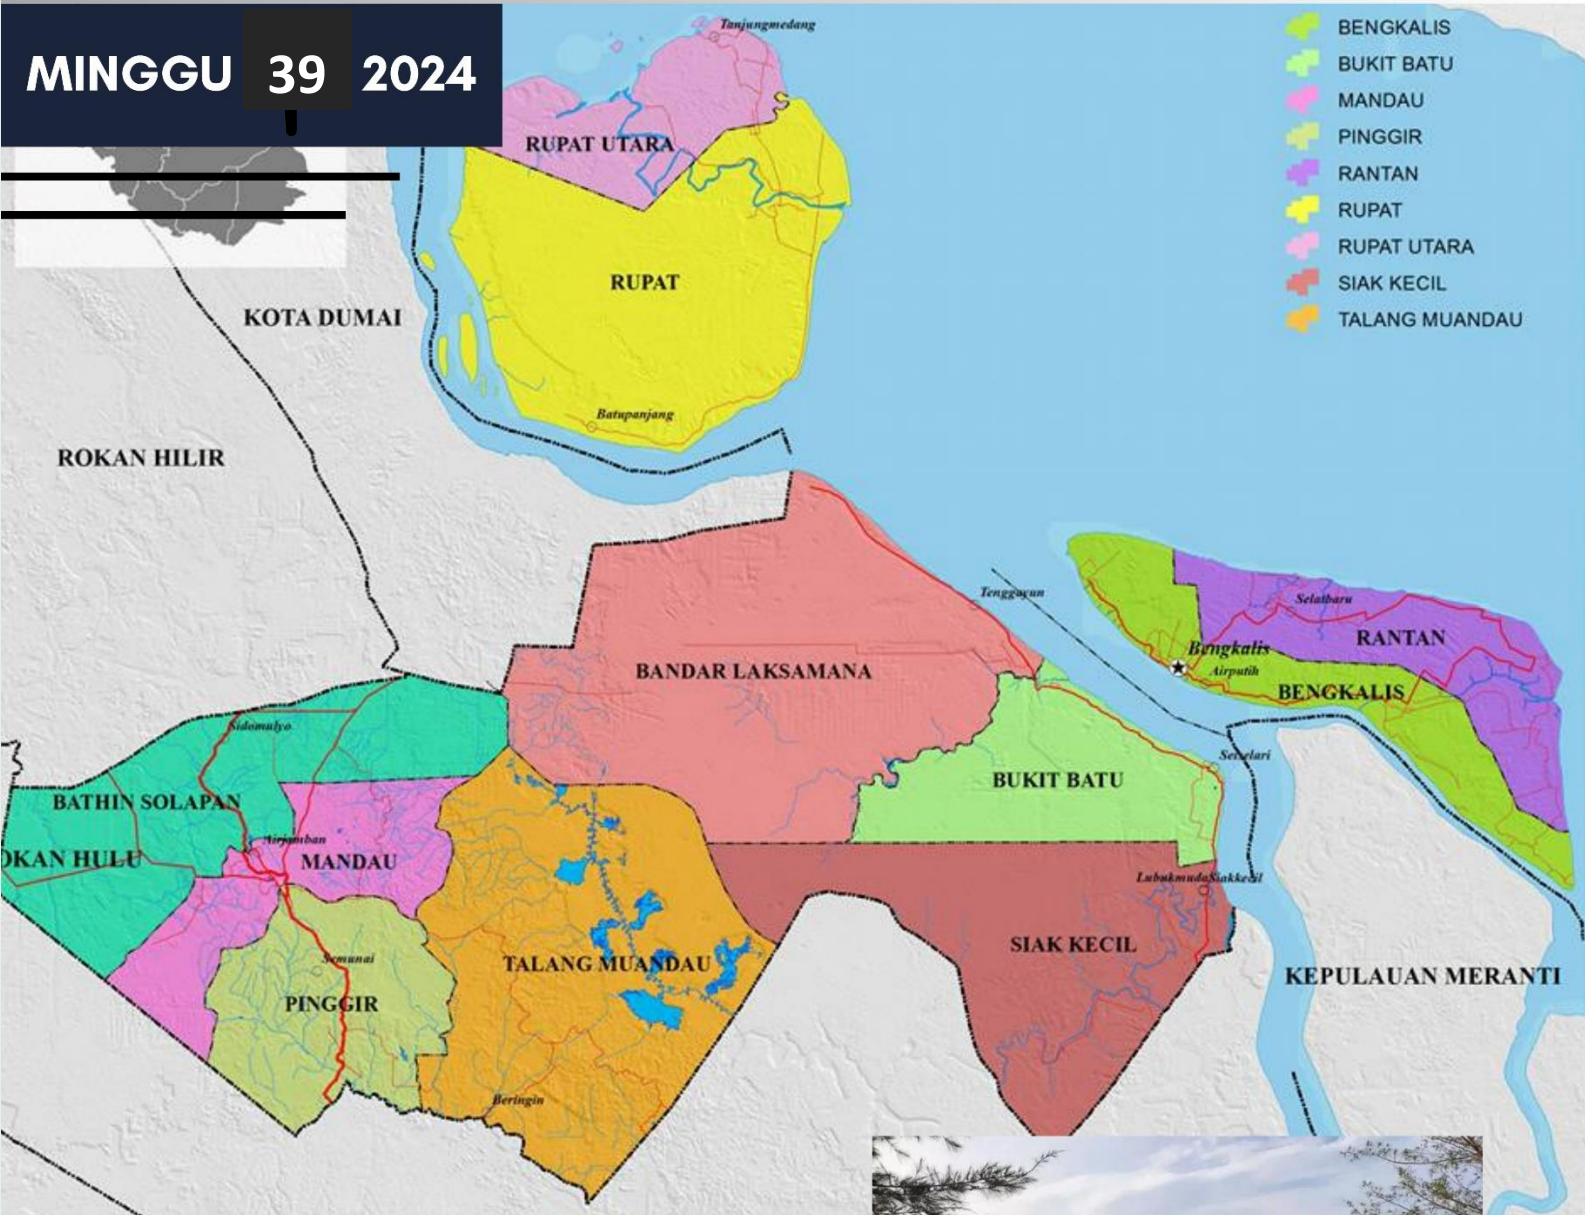 MINGGU 39 2024
Tanjungmedang
BENGKALIS
BUKIT BATU
MANDAU
PINGGIR
RANTAN
RUPAT
RUPAT UTARA
SIAK KECIL
TALANG MUANDAU
RUPAT UTARA
RUPAT
KOTA DUMAI
Batupanjang
ROKAN HILIR
Tenggayun
Selatbaru
RANTAN
Bengkalis
Airputih
BENGKALIS
BANDAR LAKSAMANA
Sidomulyo
Seiselari
BUKIT BATU
BATHIN SOLAPAN
Airjamban
OKAN HULU
MANDAU
LubukmudaSiakkecil
SIAK KECIL
Semunai
TALANG MUANDAU
KEPULAUAN MERANTI
PINGGIR
Beringin